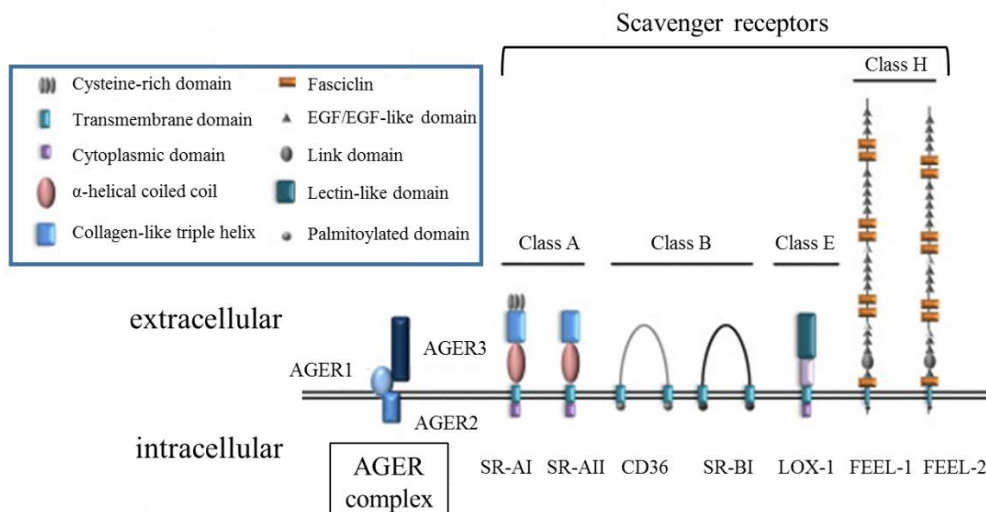 Scavenger receptors
Class H
Cysteine-rich domain
Transmembrane domain
Cytoplasmic domain
α-helical coiled coil
Collagen-like triple helix
Fasciclin
EGF/EGF-like domain
Link domain
Lectin-like domain
Palmitoylated domain
Class A
Class B
Class E
extracellular
AGER1
AGER3
AGER2
intracellular
AGER
complex
SR-AI
SR-AII
CD36
SR-BI
LOX-1
FEEL-1
FEEL-2